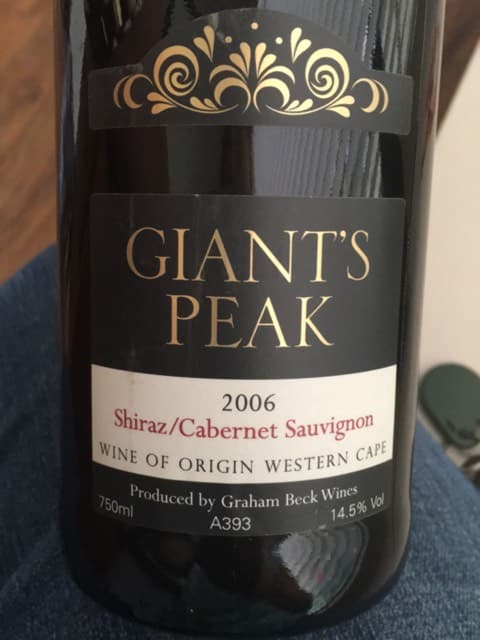 GIANT'S
PEAK
2006
Shiraz/Cabernet Sauvignon
WINE OF ORIGIN WESTERN CAPE
Produced by Graham Beck Wines
750ml A393 14.5% Vol